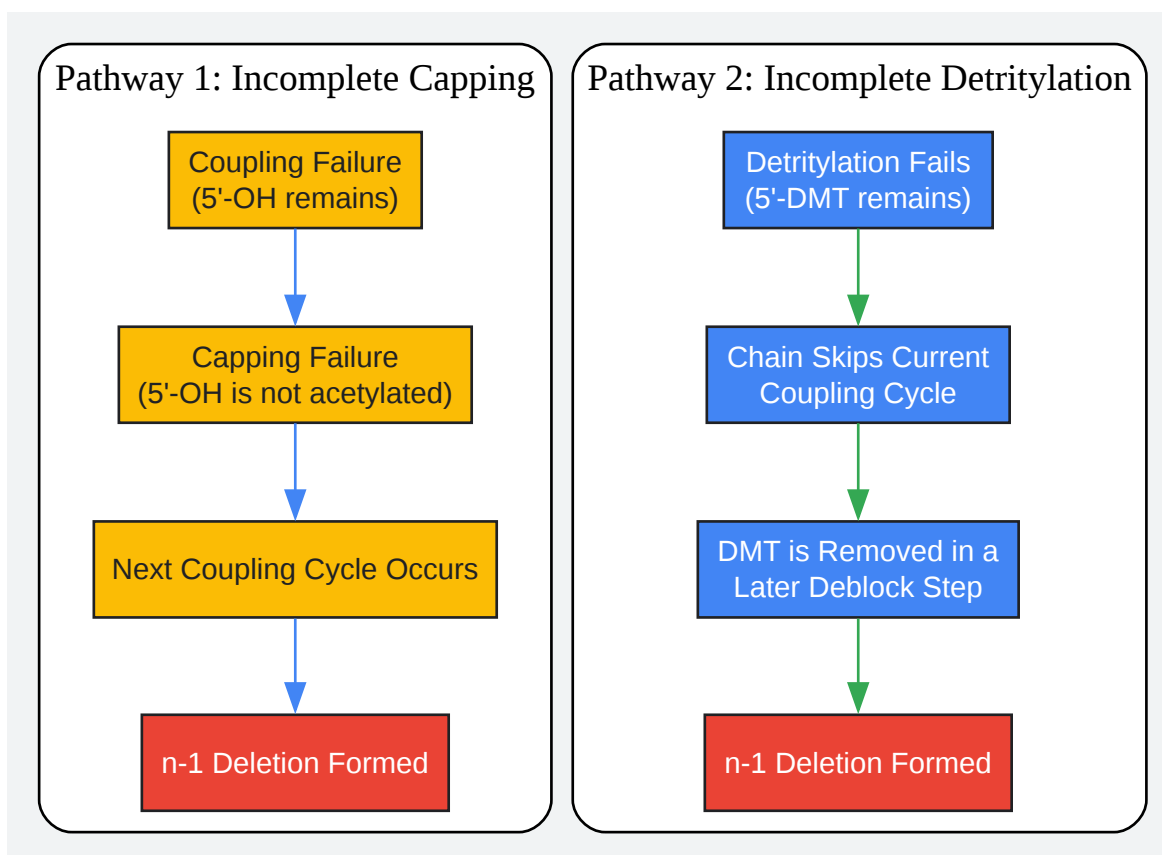 Pathway 1: Incomplete Capping
Coupling Failure
(5'-OH remains)
Capping Failure
(5'-OH is not acetylated)
Next Coupling Cycle Occurs
n-1 Deletion Formed
Pathway 2: Incomplete Detritylation
Detritylation Fails
(5'-DMT remains)
Chain Skips Current
Coupling Cycle
DMT is Removed in a
Later Deblock Step
n-1 Deletion Formed